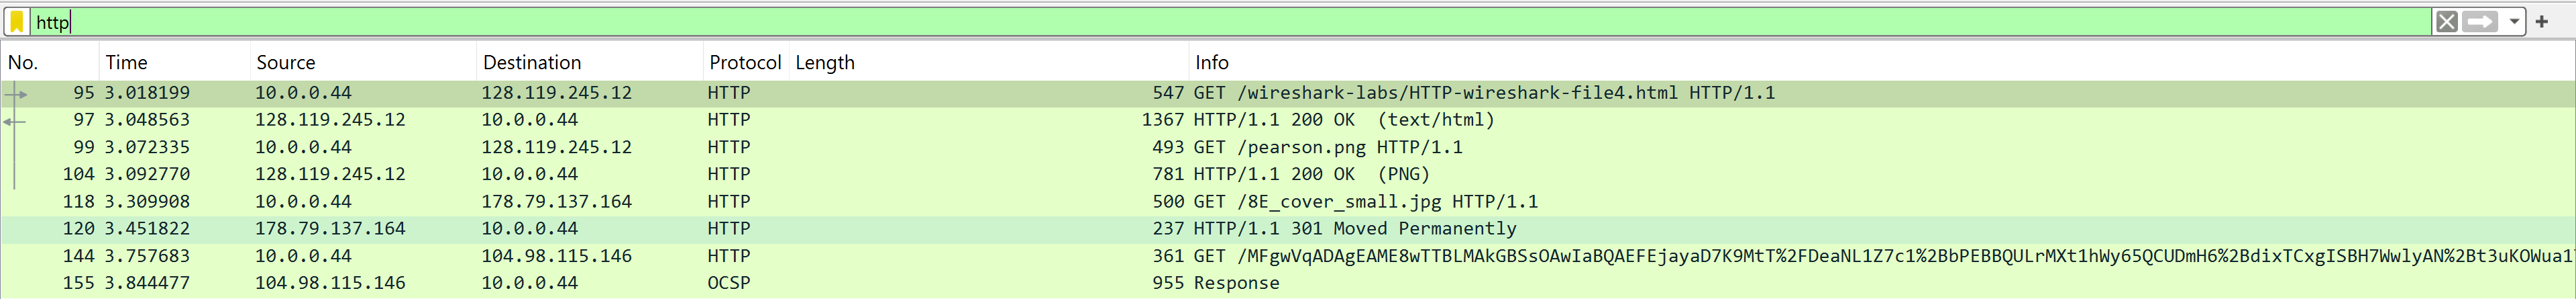 http
No. Time Source Destination Protocol Length Info
95 3.018199 10.0.0.44 128.119.245.12 HTTP 547 GET /wireshark-labs/HTTP-wireshark-file4.html HTTP/1.1
97 3.048563 128.119.245.12 10.0.0.44 HTTP 1367 HTTP/1.1 200 OK (text/html)
99 3.072335 10.0.0.44 128.119.245.12 HTTP 493 GET /pearson.png HTTP/1.1
104 3.092770 128.119.245.12 10.0.0.44 HTTP 781 HTTP/1.1 200 OK (PNG)
118 3.309908 10.0.0.44 178.79.137.164 HTTP 500 GET /8E_cover_small.jpg HTTP/1.1
120 3.451822 178.79.137.164 10.0.0.44 HTTP 237 HTTP/1.1 301 Moved Permanently
144 3.757683 10.0.0.44 104.98.115.146 HTTP 361 GET /MFgwVqADAgEAME8wTTBLMAkGBSsOAwIaBQAEFEjayaD7K9MtT%2FDeaNL1Z7c1%2BbPEBBQULrMXt1hWy65QCUDmH6%2BdixTCxgISBH7WwlyAN%2Bt3uKOWua1
155 3.844477 104.98.115.146 10.0.0.44 OCSP 955 Response